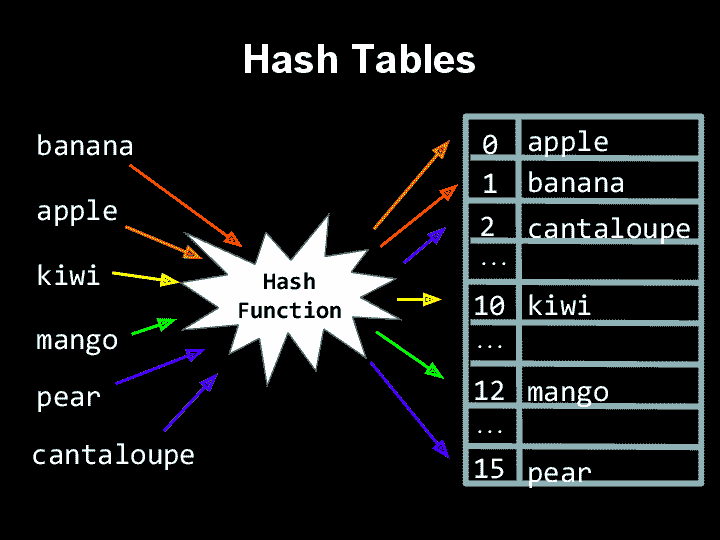 Hash Tables
banana
apple
kiwi
mango
pear
cantaloupe
Hash
Function
0 apple
1 banana
2 cantaloupe
...
10 kiwi
...
12 mango
...
15 pear